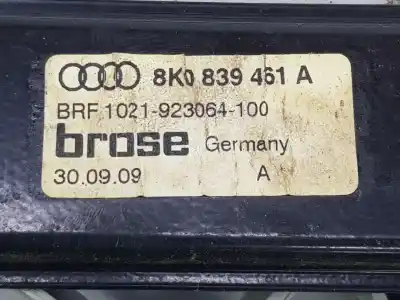 8K0 839 461 A
BRF 1021-923064-100
brose Germany
30.09.09 A